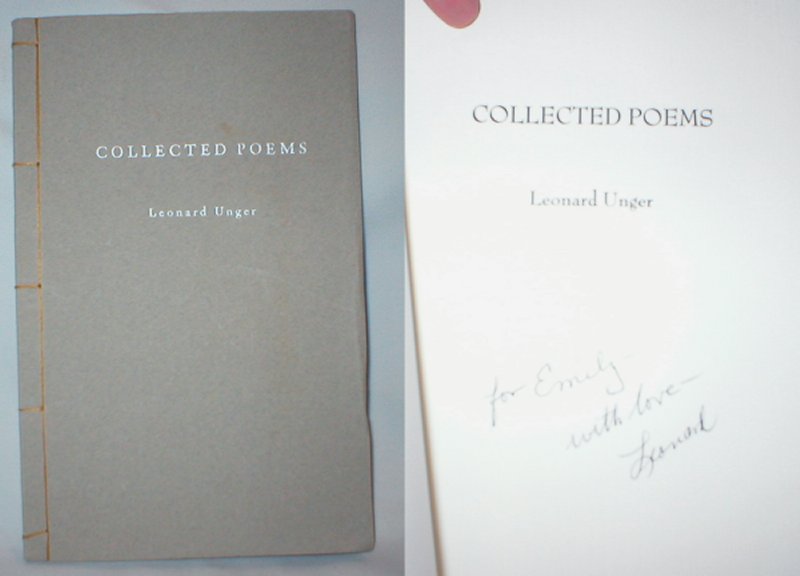 COLLECTED POEMS
Leonard Unger
COLLECTED POEMS
Leonard Unger
for Emily -
with love -
Leonard